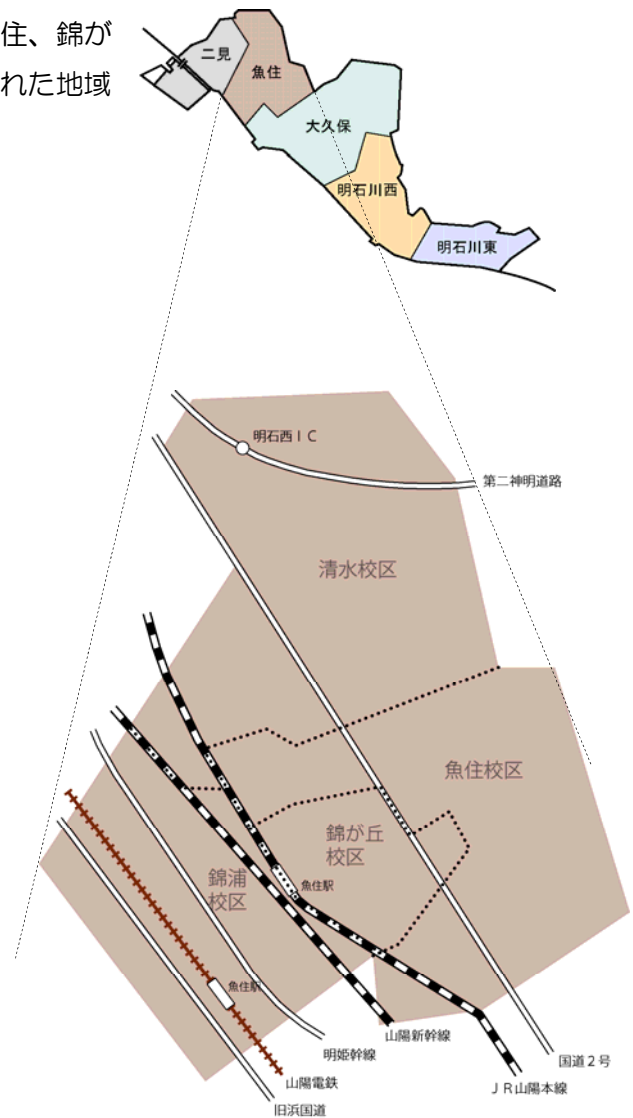 住、錦が
れた地域
二見
魚住
大久保
明石川西
明石川東
明石西ＩＣ
第二神明道路
清水校区
魚住校区
錦が丘
校区
錦浦
校区
魚住駅
魚住駅
山陽新幹線
明姫幹線
国道２号
ＪＲ山陽本線
山陽電鉄
旧浜国道